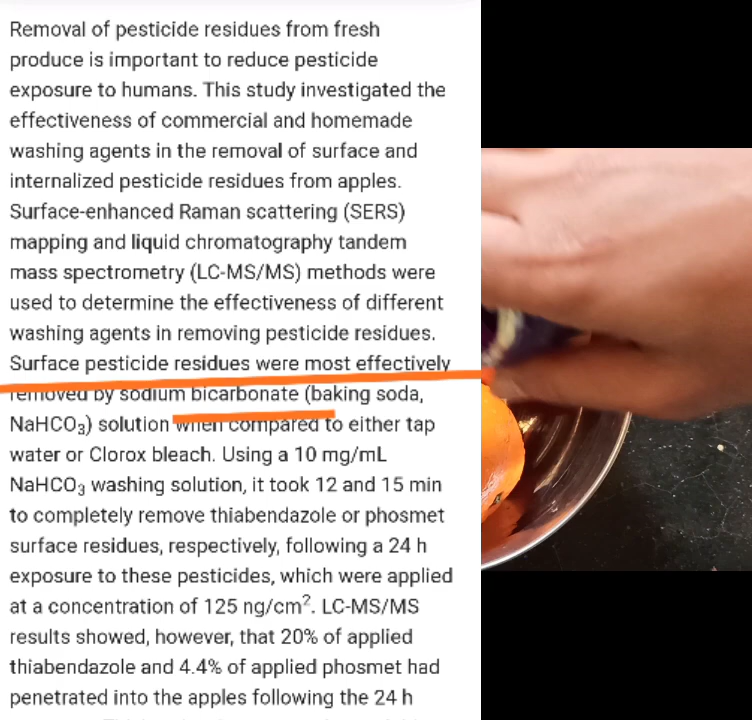 Removal of pesticide residues from fresh
produce is important to reduce pesticide
exposure to humans. This study investigated the
effectiveness of commercial and homemade
washing agents in the removal of surface and
internalized pesticide residues from apples.
Surface-enhanced Raman scattering (SERS)
mapping and liquid chromatography tandem
mass spectrometry (LC-MS/MS) methods were
used to determine the effectiveness of different
washing agents in removing pesticide residues.
Surface pesticide residues were most effectively
removed by sodium bicarbonate (baking soda,
NaHCO₃) solution when compared to either tap
water or Clorox bleach. Using a 10 mg/mL
NaHCO₃ washing solution, it took 12 and 15 min
to completely remove thiabendazole or phosmet
surface residues, respectively, following a 24 h
exposure to these pesticides, which were applied
at a concentration of 125 ng/cm². LC-MS/MS
results showed, however, that 20% of applied
thiabendazole and 4.4% of applied phosmet had
penetrated into the apples following the 24 h